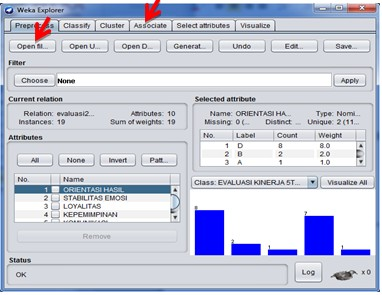 Weka Explorer
Preprocess Classify Cluster Associate Select attributes Visualize
Open fil... Open U... Open D... Generat... Undo Edit... Save...
Filter
Choose None Apply
Current relation
Relation: evaluasi2... Attributes: 10
Instances: 19 Sum of weights: 19
Selected attribute
Name: ORIENTASI HA... Type: Nomi...
Missing: 0 (... Distinct: ... Unique: 2 (11...
No. Label Count Weight
1 D 8 8.0
2 B 2 2.0
3 A 1 1.0
Attributes
All None Invert Patt...
No. Name
1 ORIENTASI HASIL
2 STABILITAS EMOSI
3 LOYALITAS
4 KEPEMIMPINAN
Remove
Class: EVALUASI KINERJA 5T... Visualize All
8
2
1
7
1
Status
OK
Log
x 0